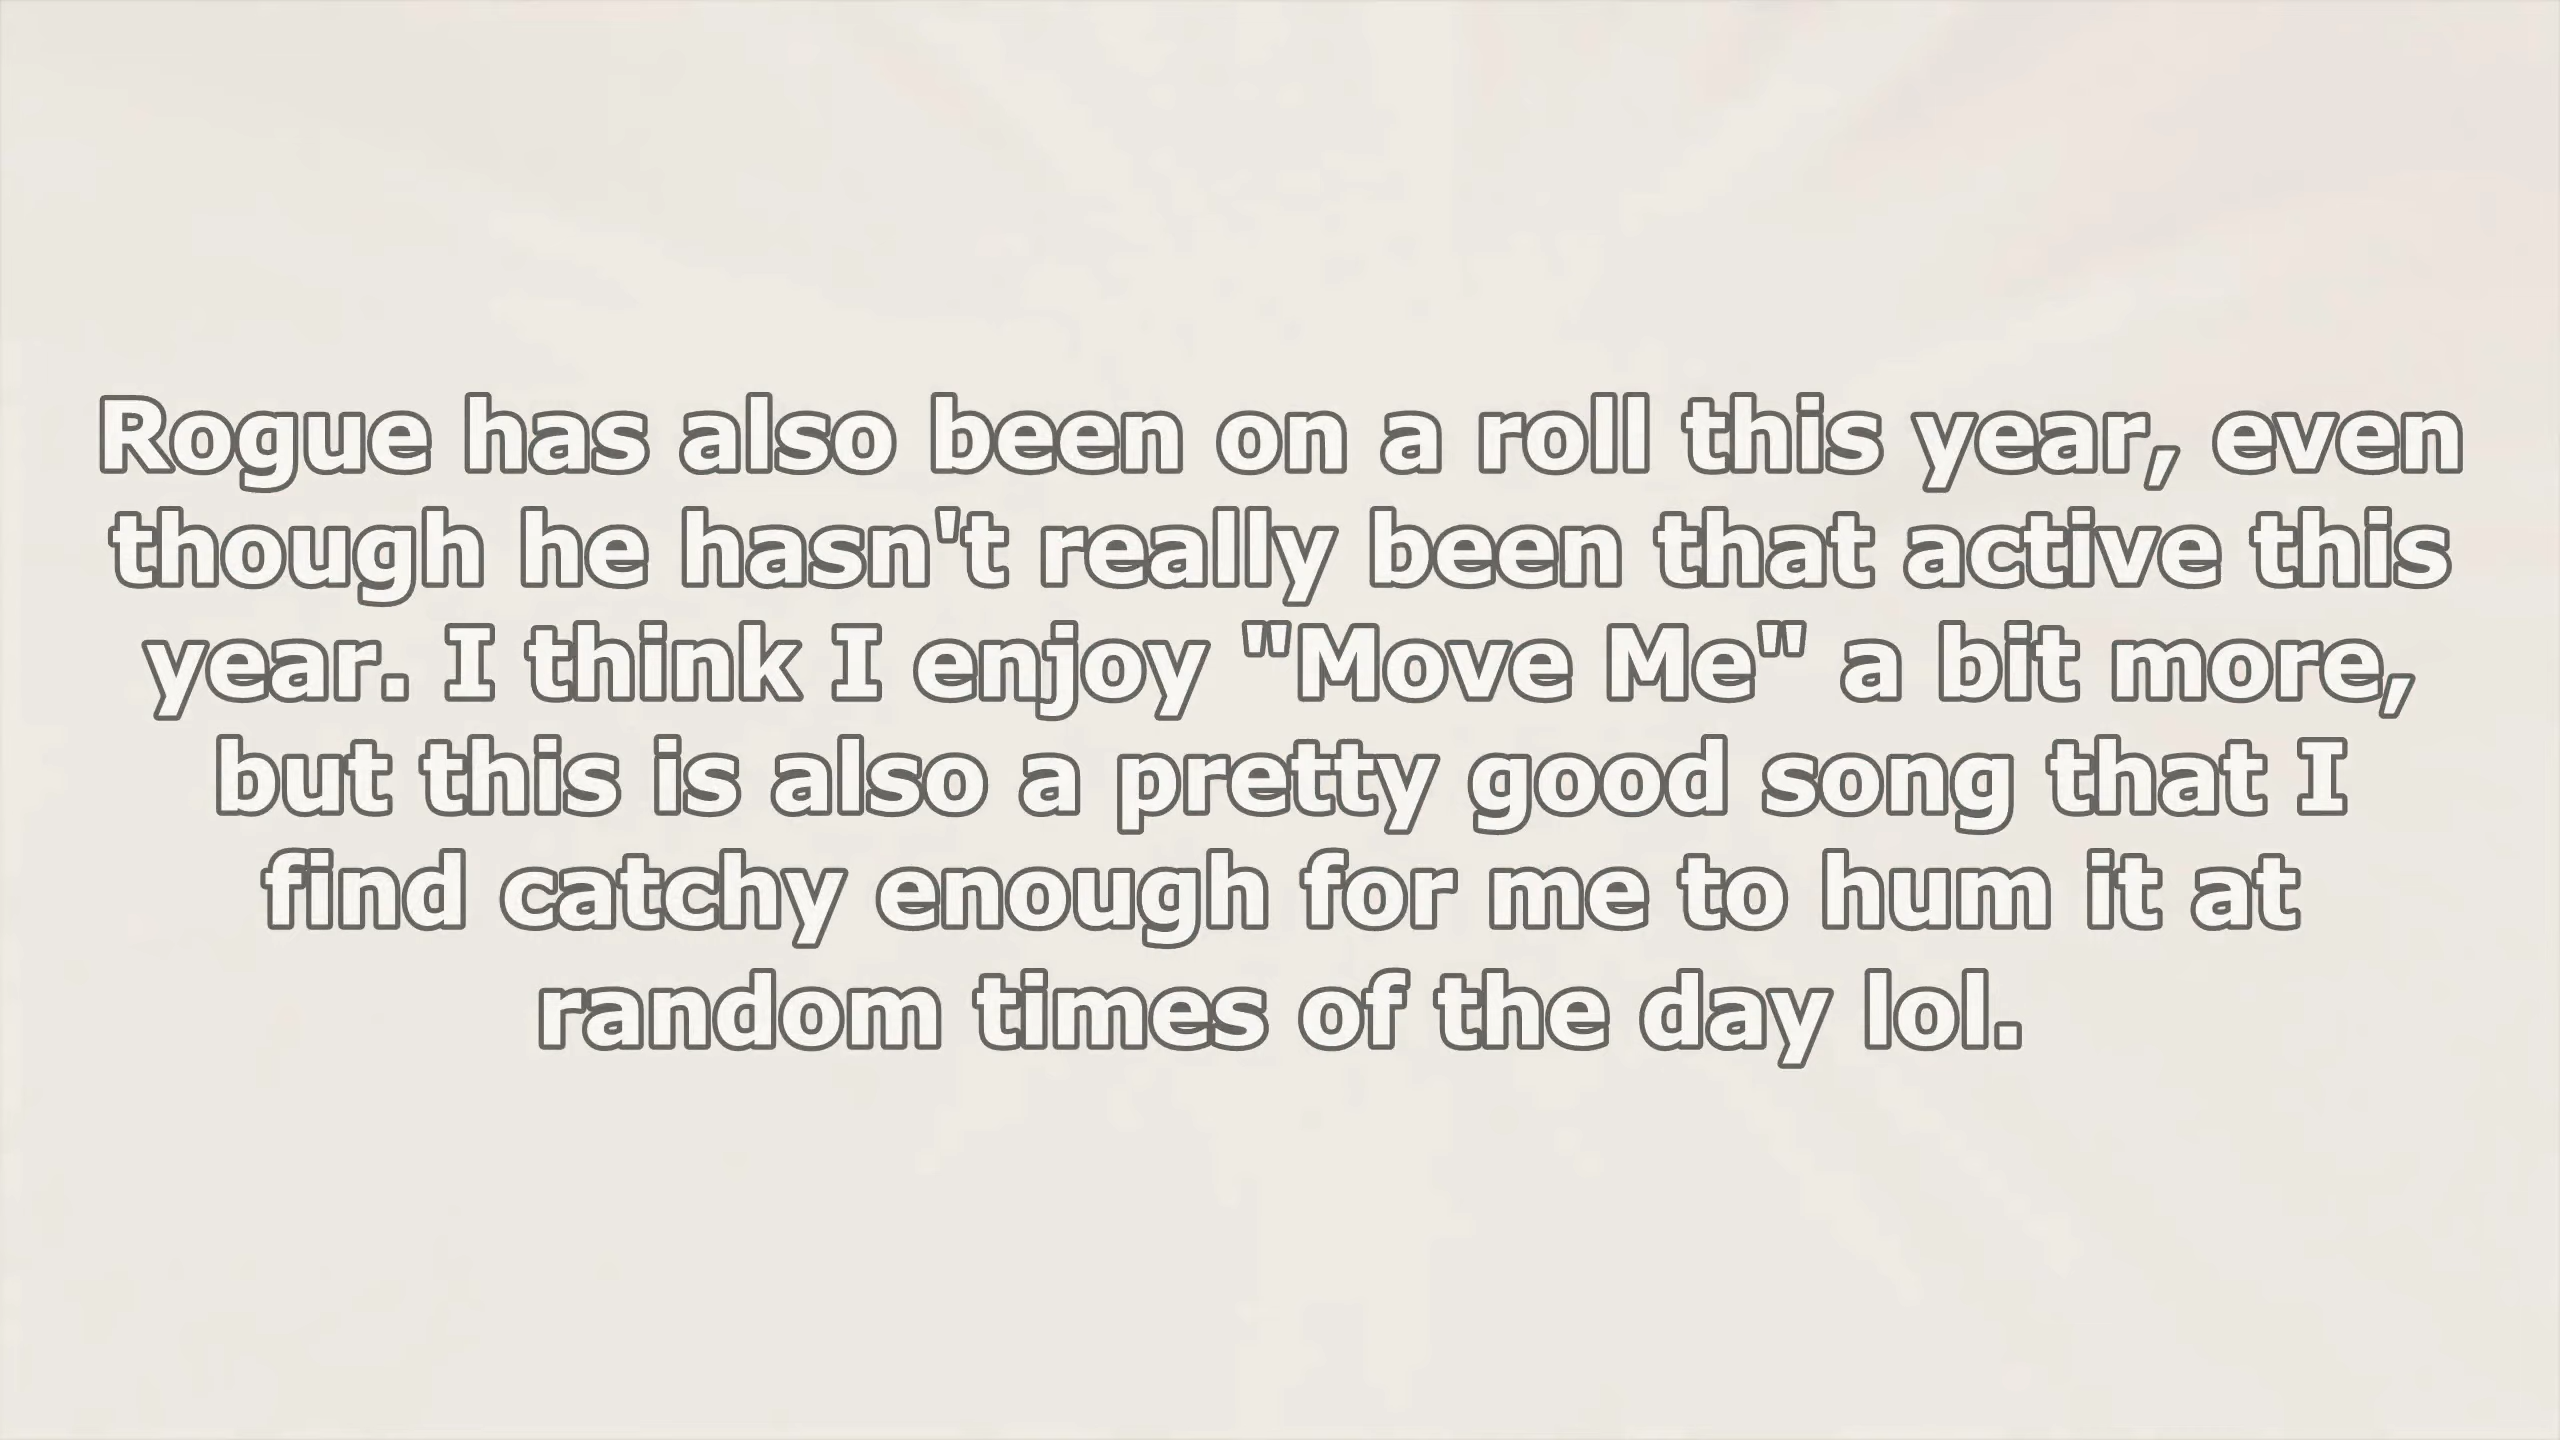 Rogue has also been on a roll this year, even
though he hasn't really been that active this
year. I think I enjoy "Move Me" a bit more,
but this is also a pretty good song that I
find catchy enough for me to hum it at
random times of the day lol.